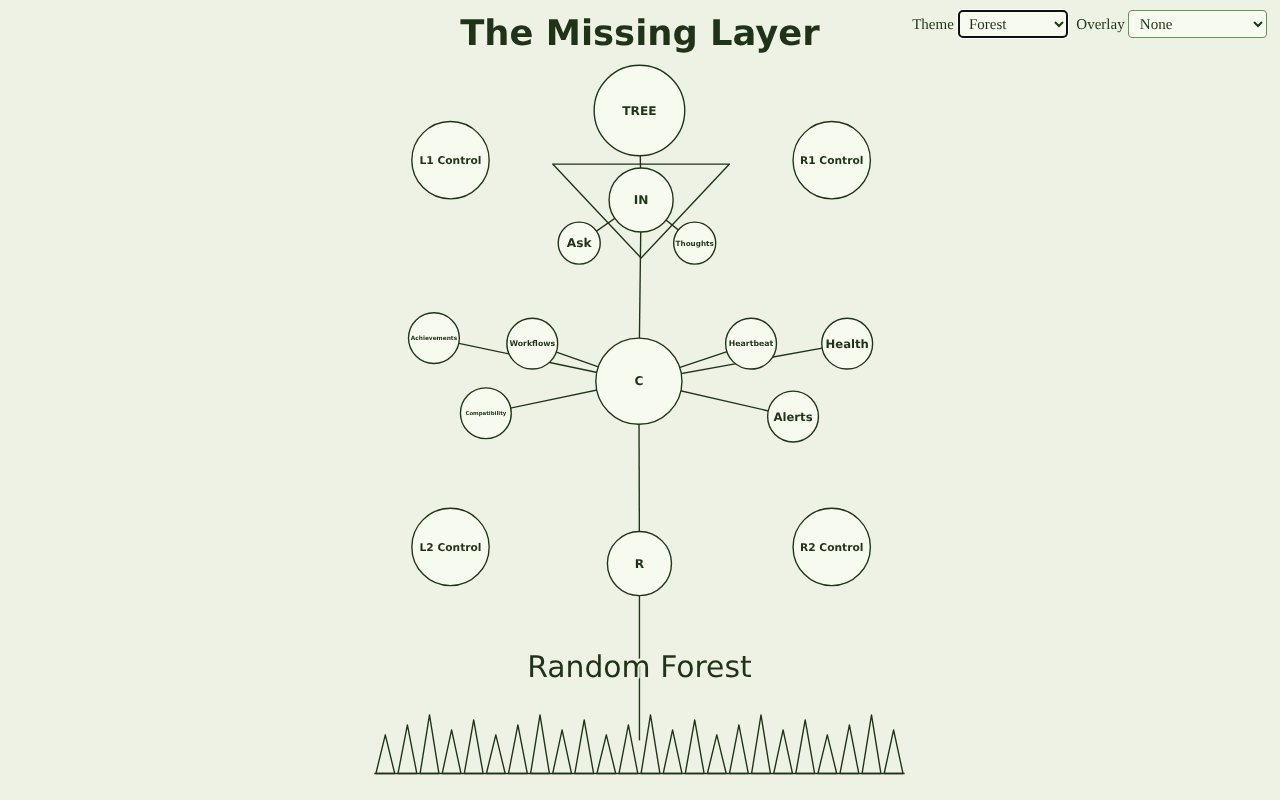 The Missing Layer
Theme Forest Overlay None
TREE
L1 Control
R1 Control
IN
Ask
Thoughts
Achievements
Workflows
Heartbeat
Health
C
Compatibility
Alerts
L2 Control
R2 Control
R
Random Forest